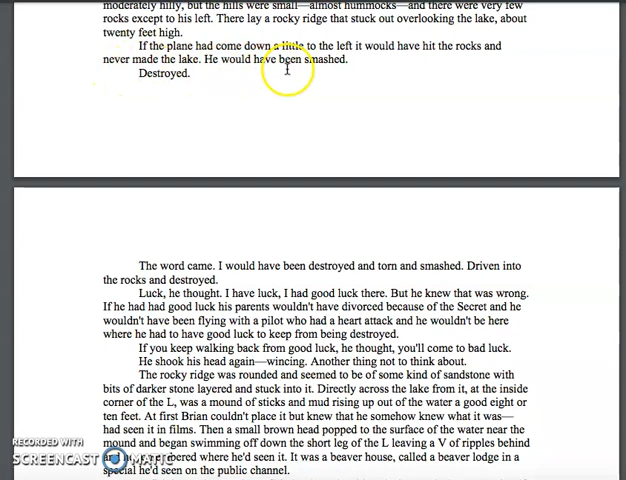 moderately hilly, but the hills were small—almost hummocks—and there were very few
rocks except to his left. There lay a rocky ridge that stuck out overlooking the lake, about
twenty feet high.
If the plane had come down a little to the left it would have hit the rocks and
never made the lake. He would have been smashed.
Destroyed.
The word came. I would have been destroyed and torn and smashed. Driven into
the rocks and destroyed.
Luck, he thought. I have luck, I had good luck there. But he knew that was wrong.
If he had had good luck his parents wouldn't have divorced because of the Secret and he
wouldn't have been flying with a pilot who had a heart attack and he wouldn't be here
where he had to have good luck to keep from being destroyed.
If you keep walking back from good luck, he thought, you'll come to bad luck.
He shook his head again—wincing. Another thing not to think about.
The rocky ridge was rounded and seemed to be of some kind of sandstone with
bits of darker stone layered and stuck into it. Directly across the lake from it, at the inside
corner of the L, was a mound of sticks and mud rising up out of the water a good eight or
ten feet. At first Brian couldn't place it but knew that he somehow knew what it was—
had seen it in films. Then a small brown head popped to the surface of the water near the
mound and began swimming off down the short leg of the L leaving a V of ripples behind
and where he'd seen it. It was a beaver house, called a beaver lodge in a
special he'd seen on the public channel.
RECORDED WITH
SCREENCAST MATIC